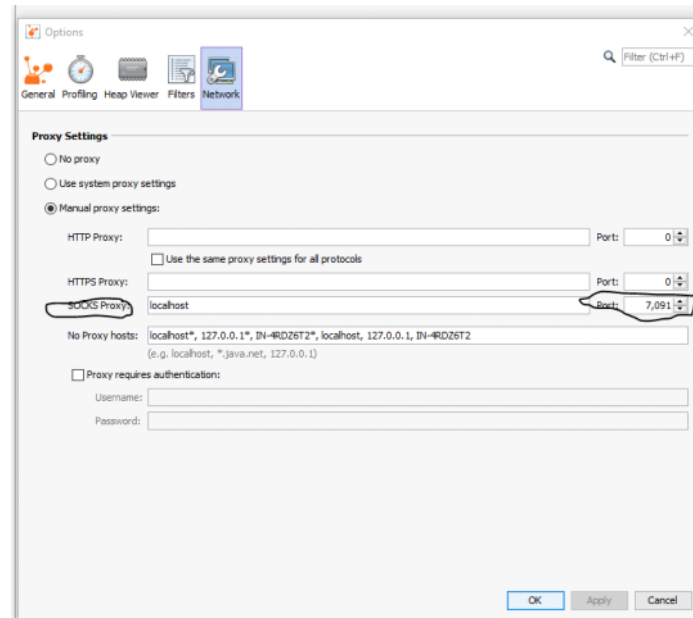 Options
Filter (Ctrl+F)
General Profiling Heap Viewer Filters Network
Proxy Settings
No proxy
Use system proxy settings
Manual proxy settings:
HTTP Proxy: Port: 0
Use the same proxy settings for all protocols
HTTPS Proxy: Port: 0
SOCKS Proxy: localhost Port: 7,091
No Proxy hosts: localhost*, 127.0.0.1*, IN-4RDZ6T2*, localhost, 127.0.0.1, IN-4RDZ6T2
(e.g. localhost, *.java.net, 127.0.0.1)
Proxy requires authentication:
Username:
Password:
OK Apply Cancel